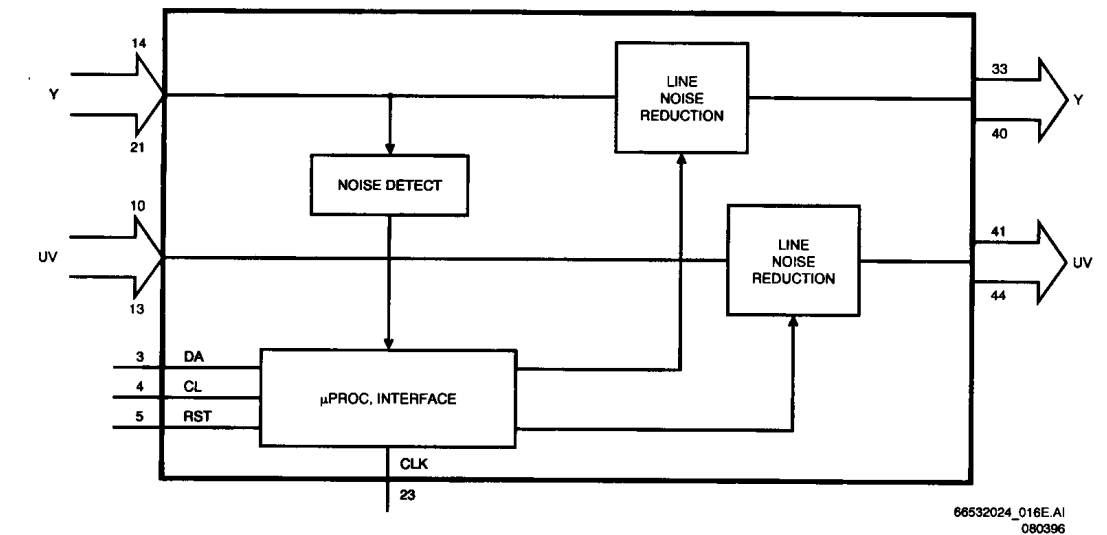 14
Y
21
LINE
NOISE
REDUCTION
33
Y
40
NOISE DETECT
10
UV
13
LINE
NOISE
REDUCTION
41
UV
44
3 DA
4 CL
5 RST
µPROC, INTERFACE
CLK
23
66532024_016E.AI
080396